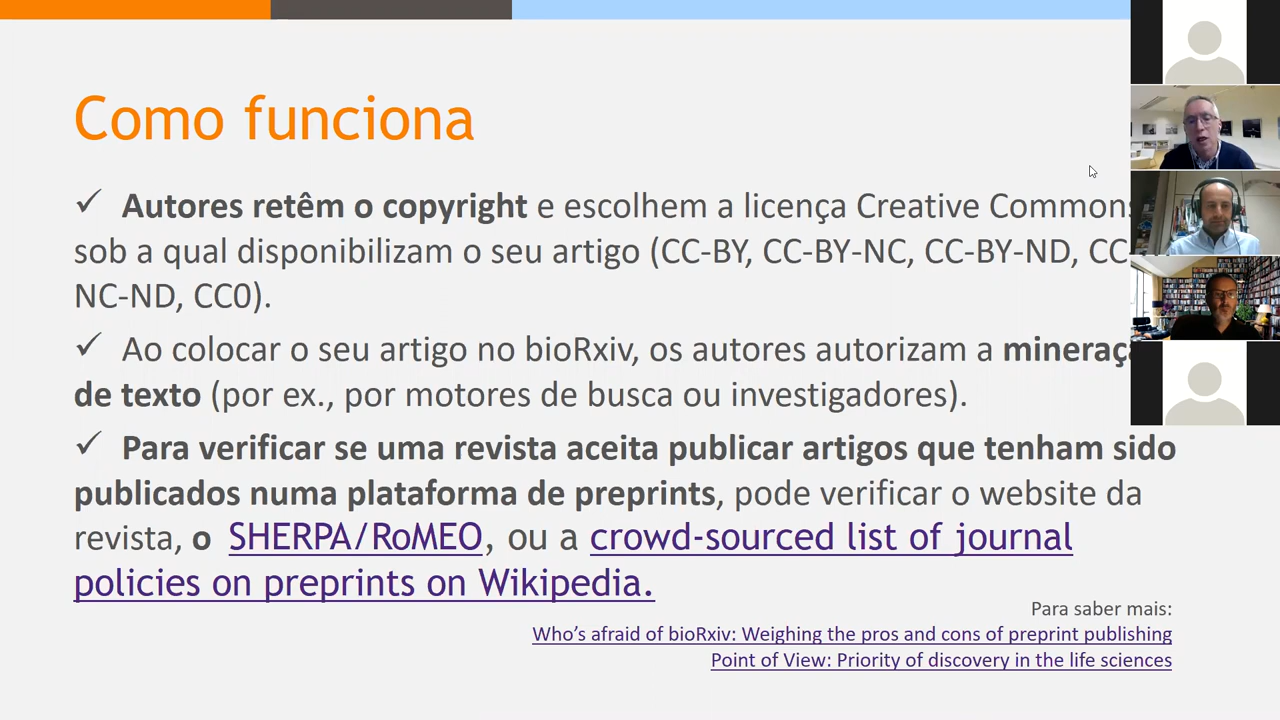 Como funciona
✓ Autores retêm o copyright e escolhem a licença Creative Commons
sob a qual disponibilizam o seu artigo (CC-BY, CC-BY-NC, CC-BY-ND, CC
NC-ND, CC0).
✓ Ao colocar o seu artigo no bioRxiv, os autores autorizam a
de texto (por ex., por motores de busca ou investigadores).
✓ Para verificar se uma revista aceita publicar artigos que tenham sido
publicados numa plataforma de preprints, pode verificar o website da
revista, o SHERPA/RoMEO, ou a crowd-sourced list of journal
policies on preprints on Wikipedia.
Para saber mais:
Who's afraid of bioRxiv: Weighing the pros and cons of preprint publishing
Point of View: Priority of discovery in the life sciences